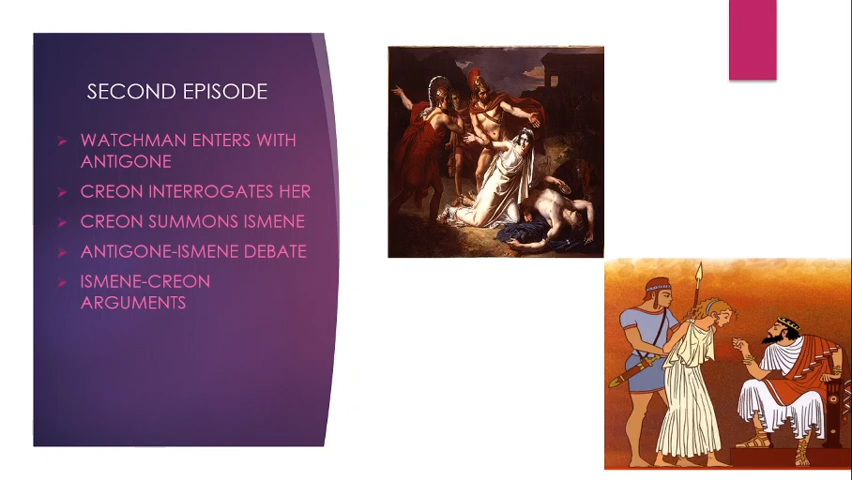 SECOND EPISODE
WATCHMAN ENTERS WITH
ANTIGONE
CREON INTERROGATES HER
CREON SUMMONS ISMENE
ANTIGONE-ISMENE DEBATE
ISMENE-CREON
ARGUMENTS